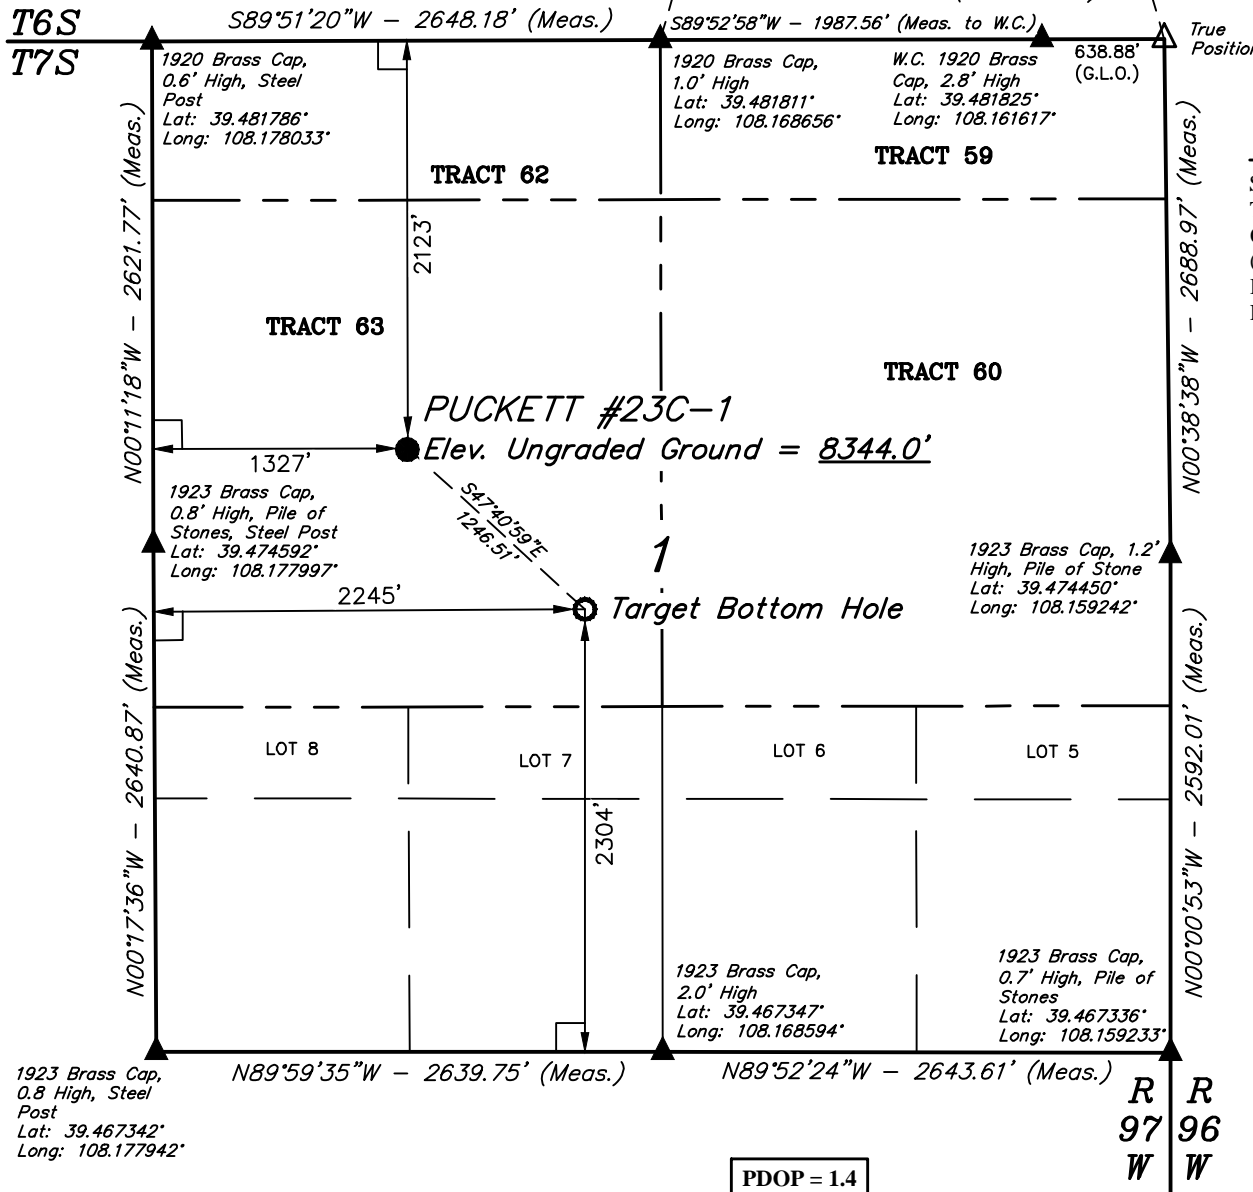 T6S
T7S
S89°51'20"W - 2648.18' (Meas.)
S89°52'58"W - 1987.56' (Meas. to W.C.)
True
Position
638.88'
(G.L.O.)
1920 Brass Cap,
0.6' High, Steel
Post
Lat: 39.481786°
Long: 108.178033°
1920 Brass Cap,
1.0' High
Lat: 39.481811°
Long: 108.168656°
W.C. 1920 Brass
Cap, 2.8' High
Lat: 39.481825°
Long: 108.161617°
N00°11'18"W - 2621.77' (Meas.)
TRACT 62
TRACT 59
N00°38'38"W - 2688.97' (Meas.)
2123'
TRACT 63
TRACT 60
PUCKETT #23C-1
Elev. Ungraded Ground = 8344.0'
1327'
S47°40'59"E
1246.51'
1923 Brass Cap,
0.8' High, Pile of
Stones, Steel Post
Lat: 39.474592°
Long: 108.177997°
1
1923 Brass Cap, 1.2'
High, Pile of Stone
Lat: 39.474450°
Long: 108.159242°
2245'
Target Bottom Hole
N00°17'36"W - 2640.87' (Meas.)
N00°00'53"W - 2592.01' (Meas.)
LOT 8
LOT 7
LOT 6
LOT 5
2304'
1923 Brass Cap,
2.0' High
Lat: 39.467347°
Long: 108.168594°
1923 Brass Cap,
0.7' High, Pile of
Stones
Lat: 39.467336°
Long: 108.159233°
N89°59'35"W - 2639.75' (Meas.)
N89°52'24"W - 2643.61' (Meas.)
1923 Brass Cap,
0.8 High, Steel
Post
Lat: 39.467342°
Long: 108.177942°
R R
97 96
W W
PDOP = 1.4